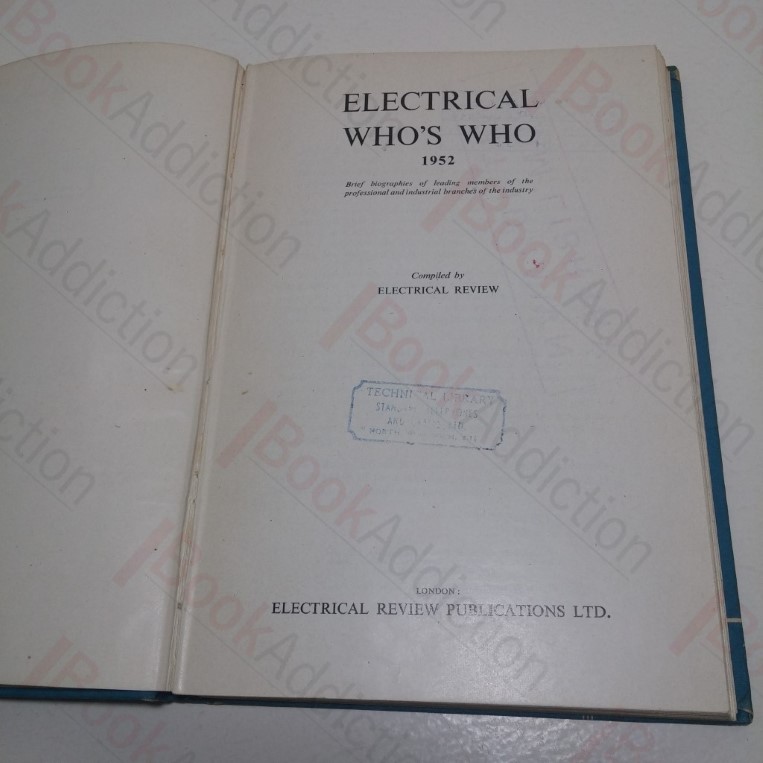 ELECTRICAL
WHO'S WHO
1952
Brief biographies of leading members of the
professional and industrial branches of the industry
Compiled by
ELECTRICAL REVIEW
TECHNICAL LIBRARY
LONDON:
ELECTRICAL REVIEW PUBLICATIONS LTD.
BookAddiction